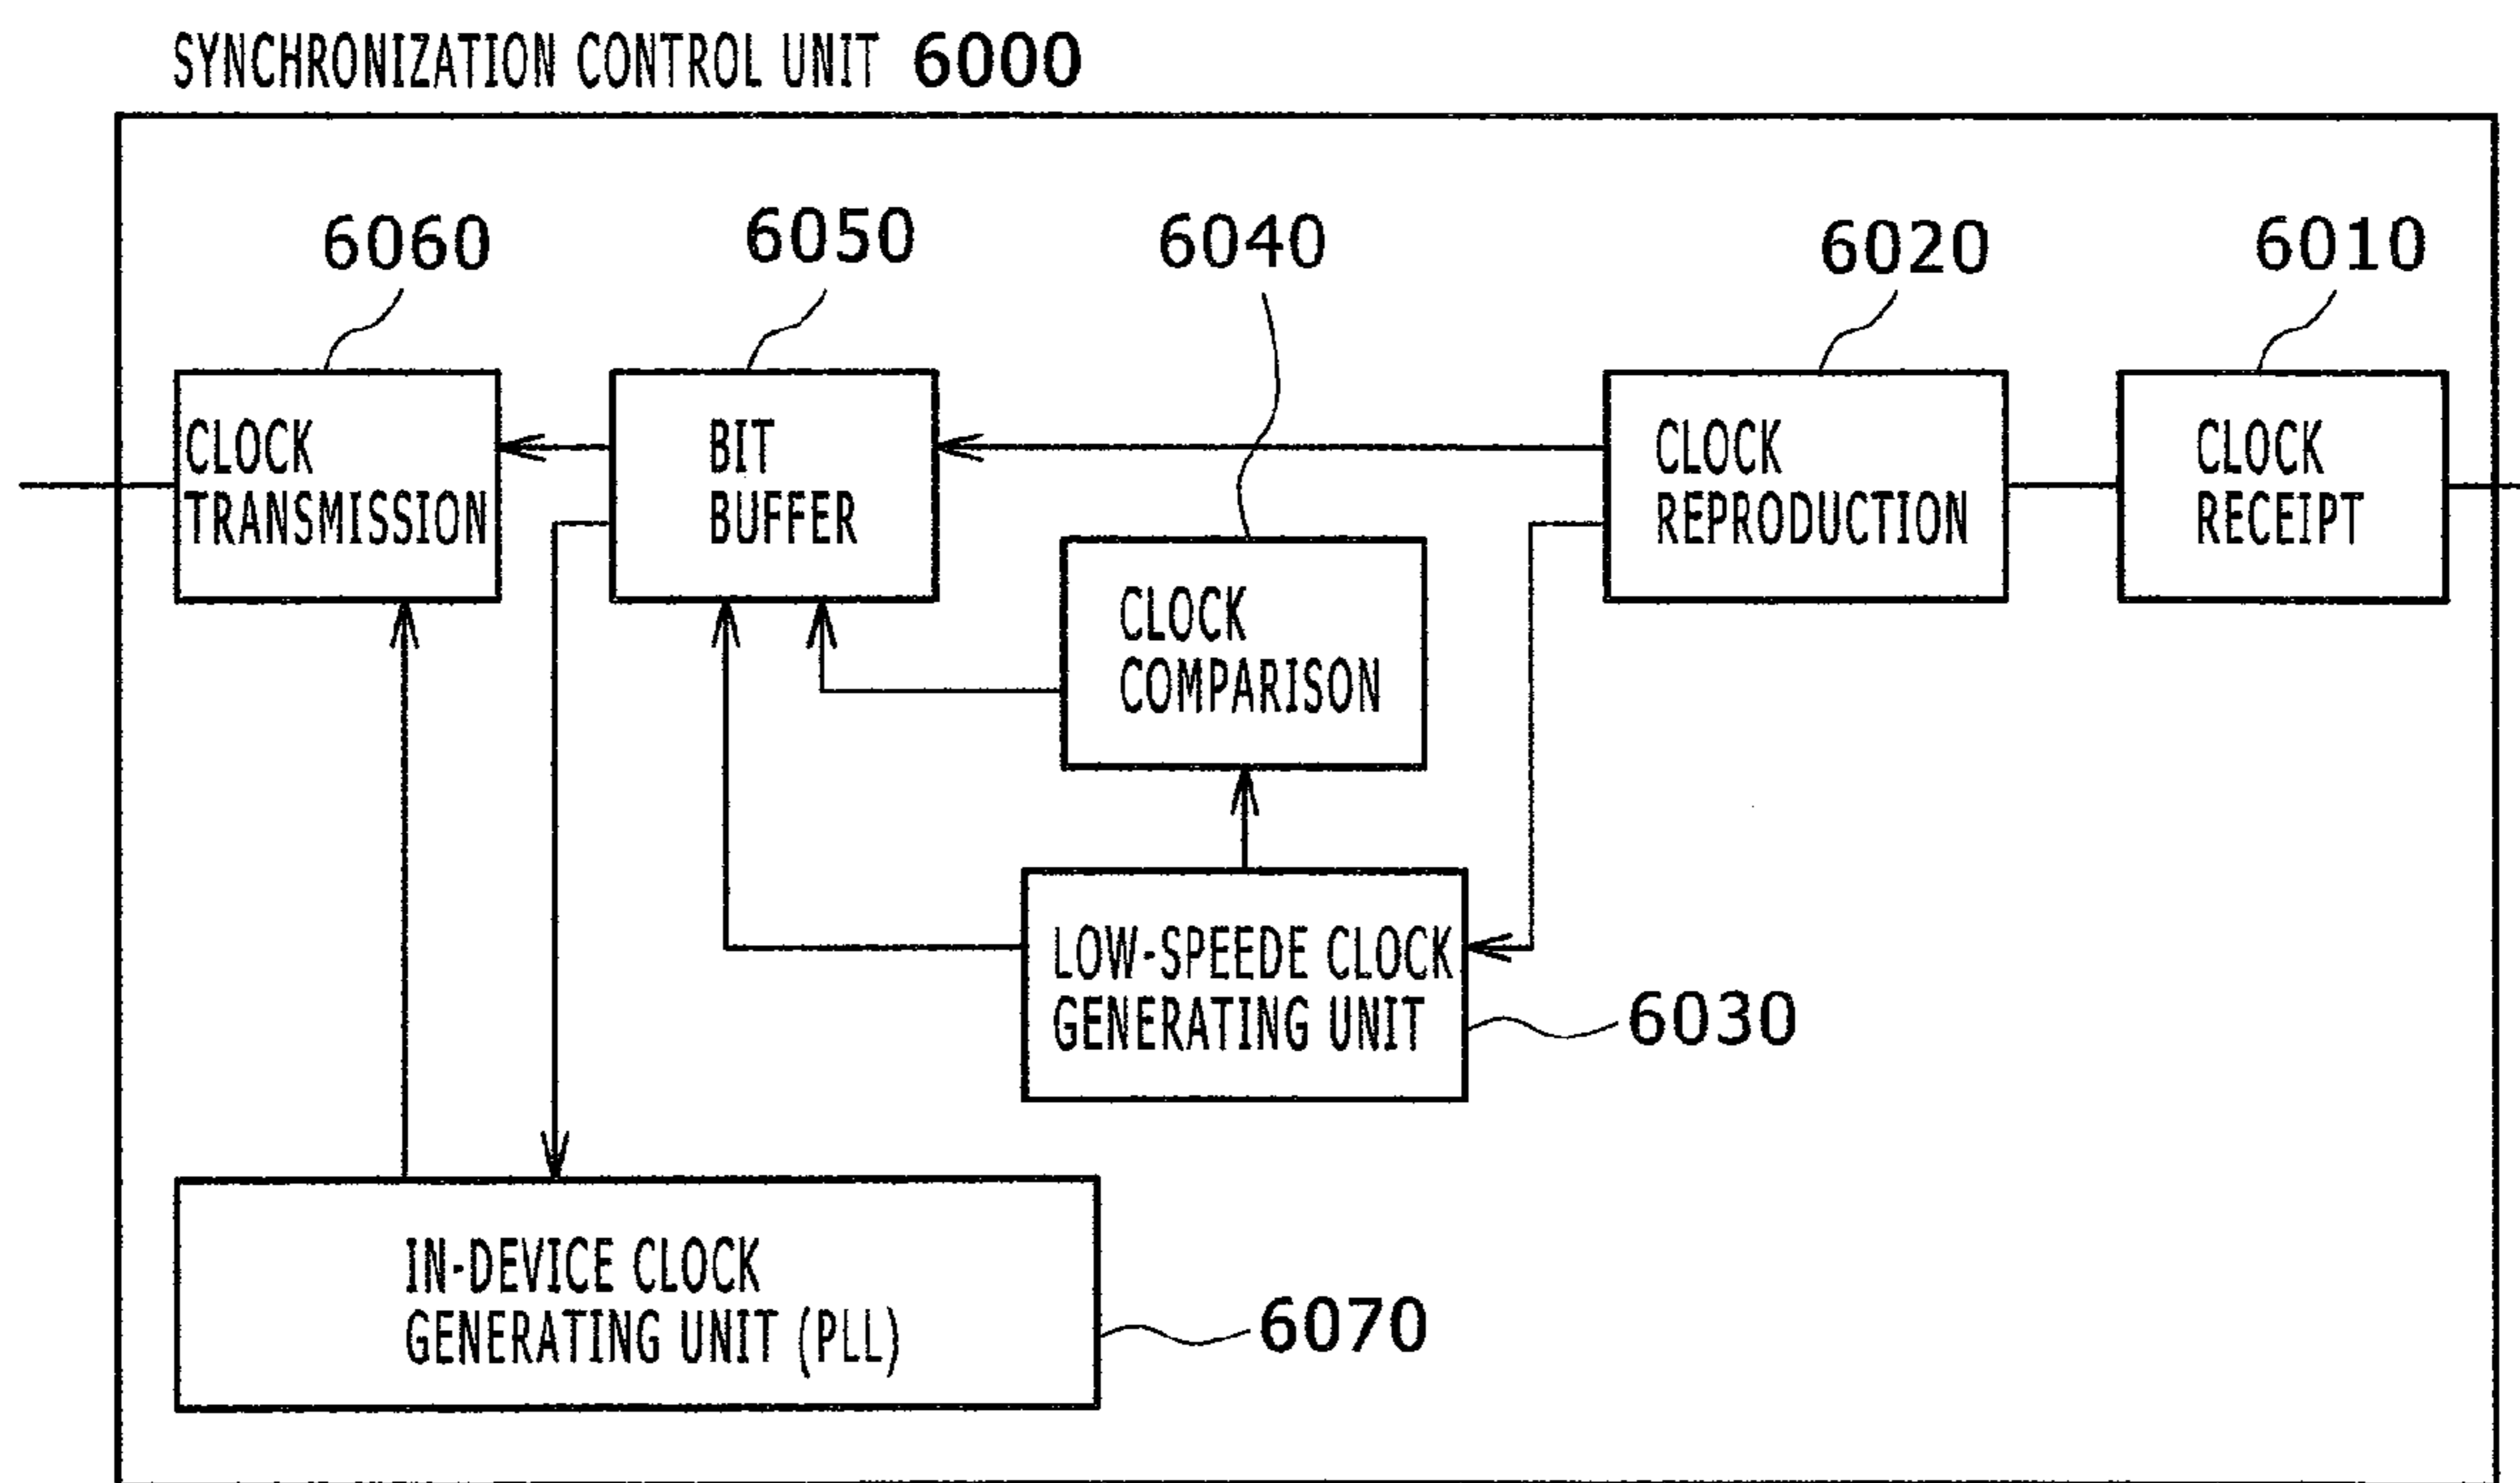 SYNCHRONIZATION CONTROL UNIT 6000
6060
6050
6040
6020
6010
CLOCK
TRANSMISSION
BIT
BUFFER
CLOCK
COMPARISON
CLOCK
REPRODUCTION
CLOCK
RECEIPT
LOW-SPEEDE CLOCK
GENERATING UNIT
6030
IN-DEVICE CLOCK
GENERATING UNIT (PLL)
6070